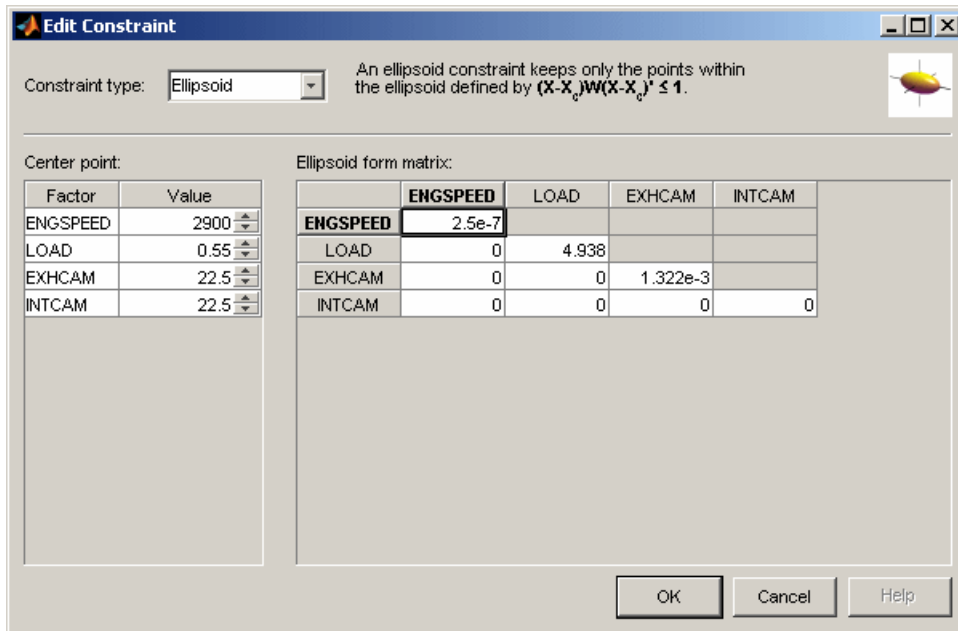 Edit Constraint
Constraint type: Ellipsoid
An ellipsoid constraint keeps only the points within
the ellipsoid defined by (X-Xc)W(X-Xc)' ≤ 1.
Center point:
Factor Value
ENGSPEED 2900
LOAD 0.55
EXHCAM 22.5
INTCAM 22.5
Ellipsoid form matrix:
ENGSPEED LOAD EXHCAM INTCAM
ENGSPEED 2.5e-7
LOAD 0 4.938
EXHCAM 0 0 1.322e-3
INTCAM 0 0 0 0
OK Cancel Help